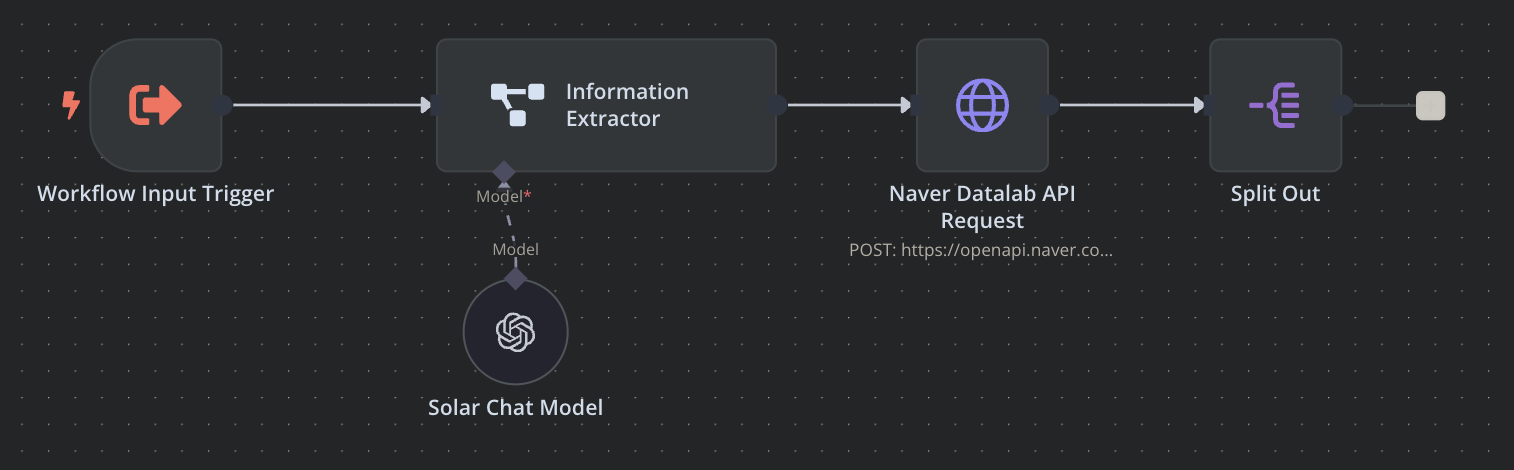 Information
Extractor
Workflow Input Trigger
Model*
Naver Datalab API
Request
POST: https://openapi.naver.co...
Split Out
Model
Solar Chat Model